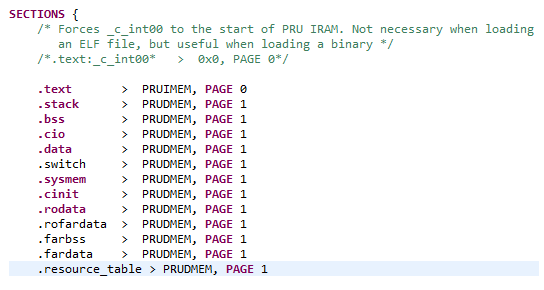 SECTIONS {
/* Forces _c_int00 to the start of PRU IRAM. Not necessary when loading
an ELF file, but useful when loading a binary */
/*.text:_c_int00* > 0x0, PAGE 0*/
.text > PRUIMEM, PAGE 0
.stack > PRUDMEM, PAGE 1
.bss > PRUDMEM, PAGE 1
.cio > PRUDMEM, PAGE 1
.data > PRUDMEM, PAGE 1
.switch > PRUDMEM, PAGE 1
.sysmem > PRUDMEM, PAGE 1
.cinit > PRUDMEM, PAGE 1
.rodata > PRUDMEM, PAGE 1
.rofardata > PRUDMEM, PAGE 1
.farbss > PRUDMEM, PAGE 1
.fardata > PRUDMEM, PAGE 1
.resource_table > PRUDMEM, PAGE 1